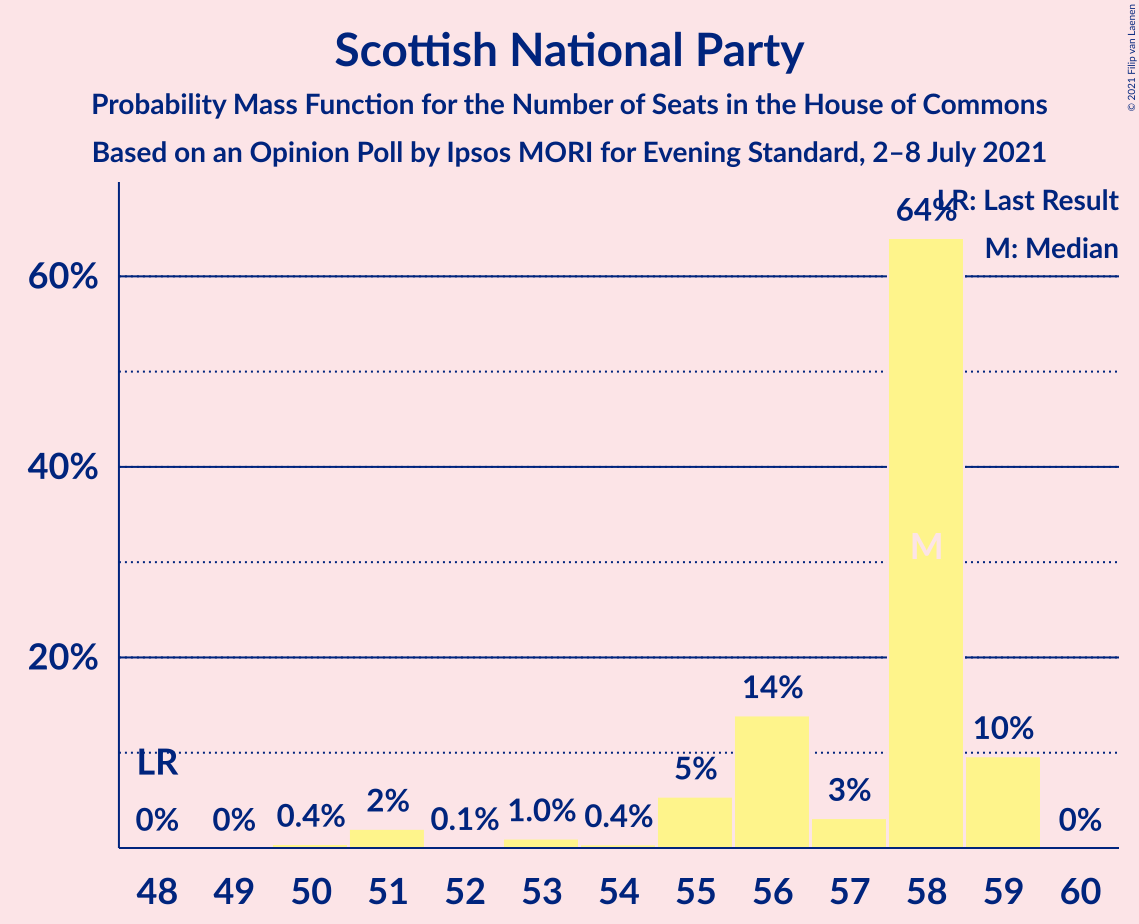 Scottish National Party
Probability Mass Function for the Number of Seats in the House of Commons
Based on an Opinion Poll by Ipsos MORI for Evening Standard, 2–8 July 2021
© 2021 Filip van Laenen
LR: Last Result
M: Median
60%
40%
20%
LR
0%
0%
0.4%
2%
0.1%
1.0%
0.4%
5%
14%
3%
64%
M
10%
0%
48 49 50 51 52 53 54 55 56 57 58 59 60